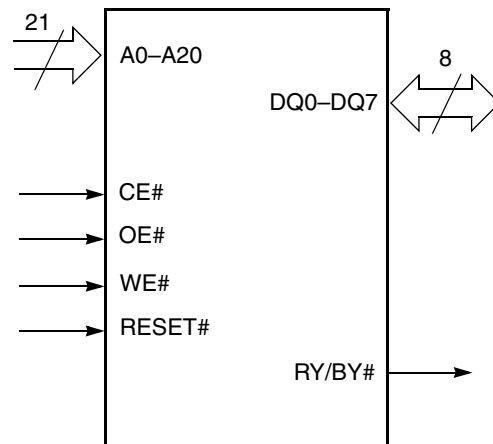 21
A0–A20
8
DQ0–DQ7
CE#
OE#
WE#
RESET#
RY/BY#